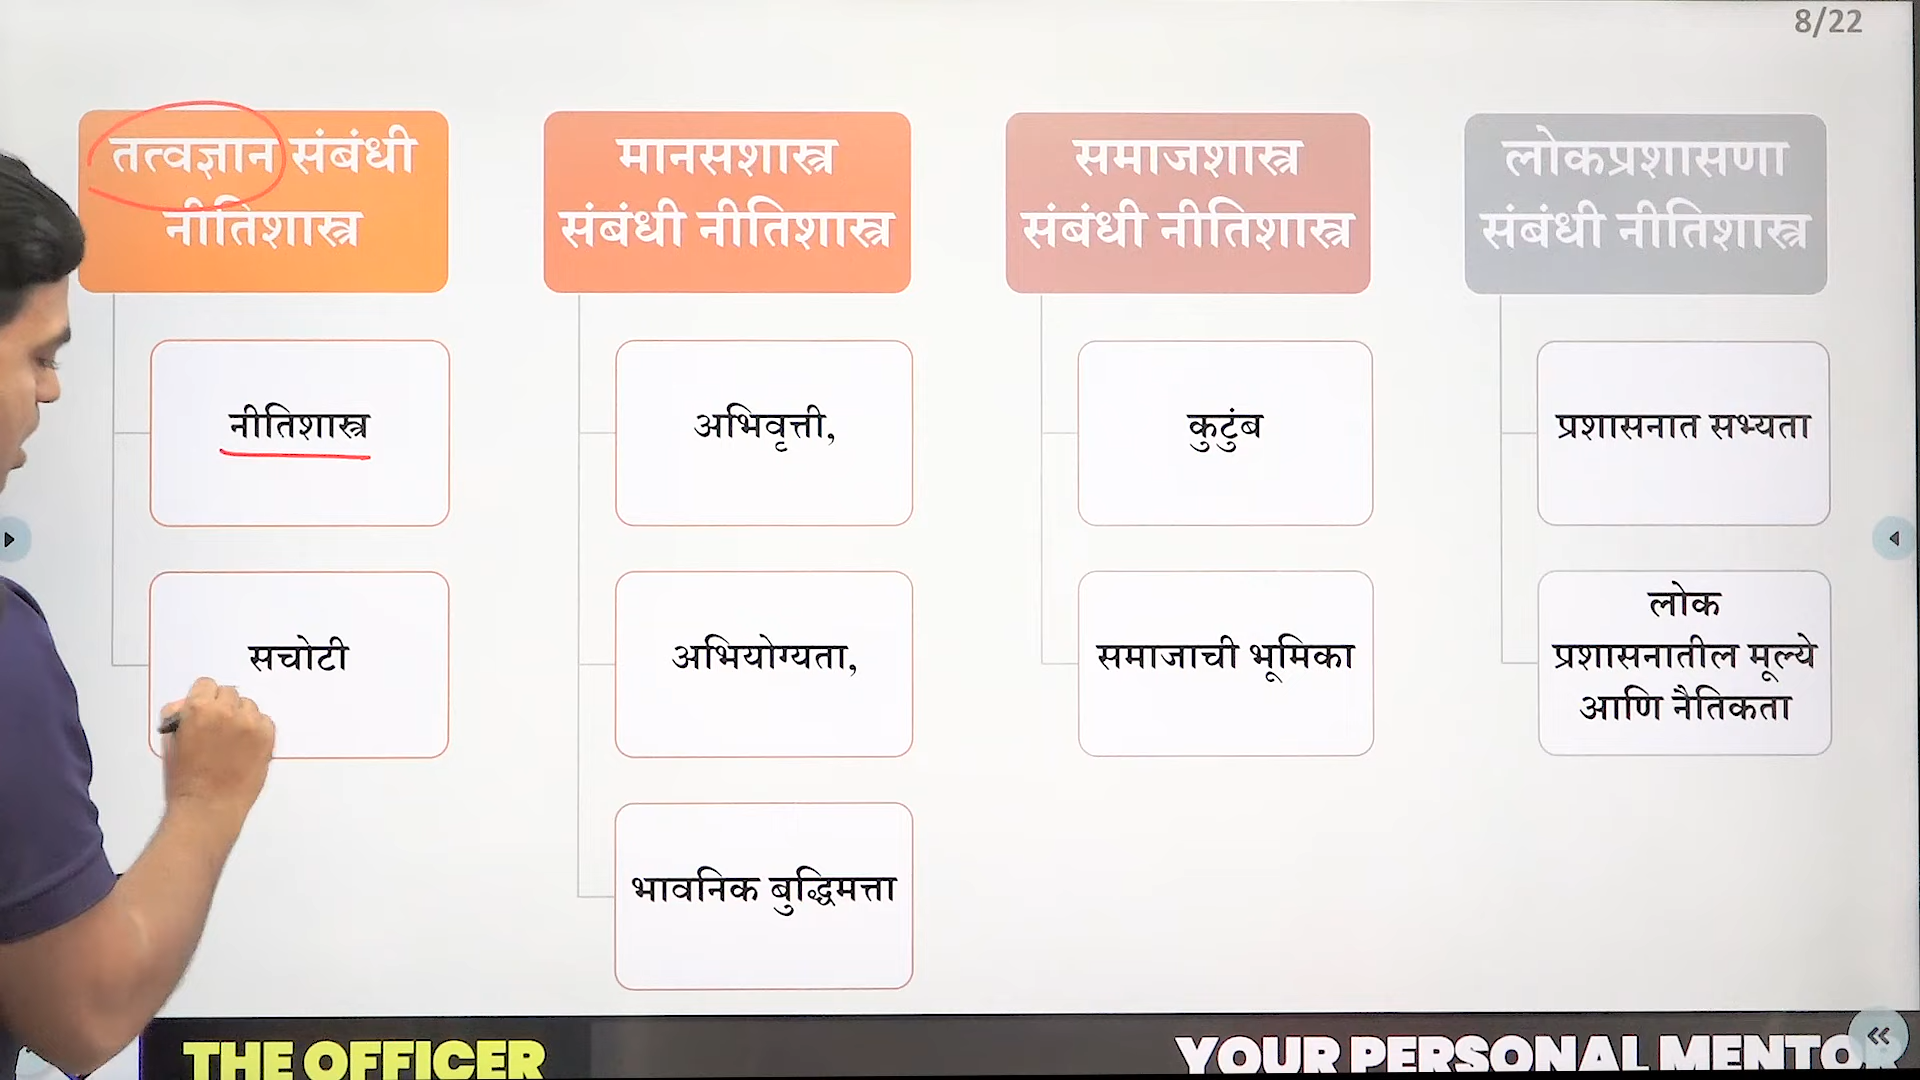 8/22
तत्वज्ञान संबंधी
नीतिशास्त्र
नीतिशास्त्र
सचोटी
मानसशास्त्र
संबंधी नीतिशास्त्र
अभिवृत्ती,
अभियोग्यता,
भावनिक बुद्धिमत्ता
समाजशास्त्र
संबंधी नीतिशास्त्र
कुटुंब
समाजाची भूमिका
लोकप्रशासणा
संबंधी नीतिशास्त्र
प्रशासनात सभ्यता
लोक
प्रशासनातील मूल्ये
आणि नैतिकता
THE OFFICER
YOUR PERSONAL MENTOR